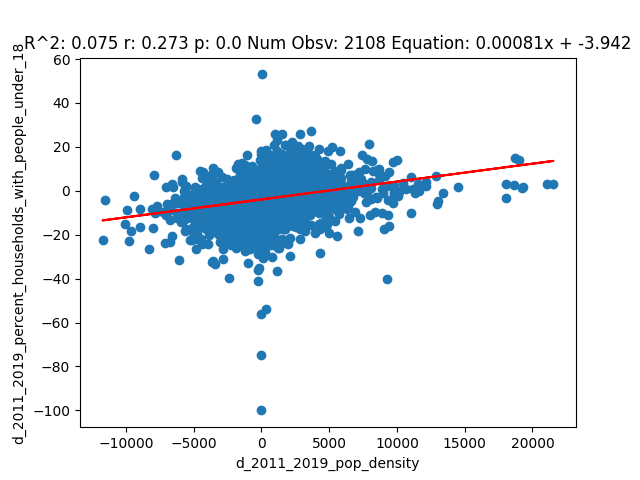 R^2: 0.075 r: 0.273 p: 0.0 Num Obsv: 2108 Equation: 0.00081x + -3.942
d_2011_2019_percent_households_with_people_under_18
60
40
20
0
−20
−40
−60
−80
−100
−10000 −5000 0 5000 10000 15000 20000
d_2011_2019_pop_density